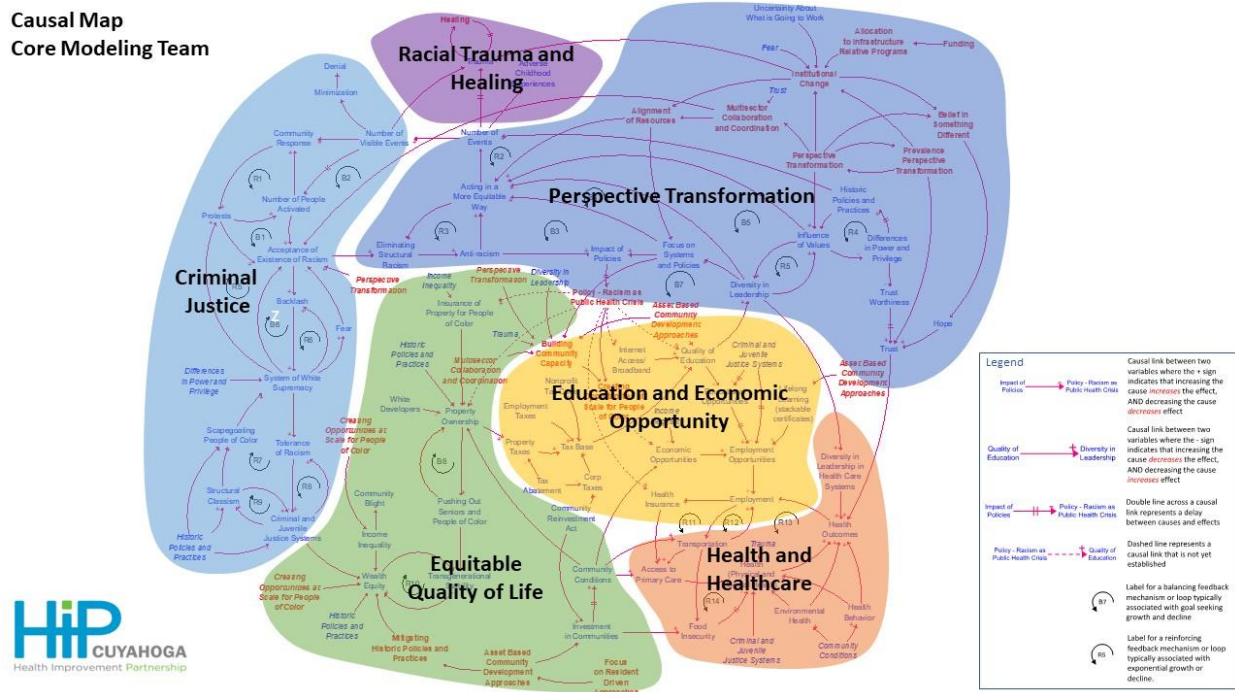 Causal Map
Core Modeling Team
Healing
Trauma
Adverse
Childhood
Experiences
Racial Trauma and
Healing
Denial
Minimization
Number of
Visible Events
Community
Response
R1
B2
Number of People
Activated
Protests
B1
Acceptance of
Existence of Racism
Criminal
Justice
Perspective
Transformation
Backlash
Z
B6
R6
Fear
Differences
in Power and
Privilege
System of White
Supremacy
Scapegoating
People of Color
Tolerance
of Racism
R7
R8
Structural
Classism
R9
Criminal and
Juvenile
Justice Systems
Historic
Policies and
Practices
Uncertainty About
What is Going to Work
Allocation
to Infrastructure
Relative Programs
Funding
Fear
Institutional
Change
Trust
Alignment
of Resources
Multisector
Collaboration
and Coordination
Belief in
Something
Different
Number of
Events
R2
Perspective
Transformation
Prevalence
Perspective
Transformation
Acting in a
More Equitable
Way
Perspective Transformation
Historic
Policies and
Practices
R3
B3
B5
R4
Eliminating
Structural
Racism
Anti-racism
Impact of
Policies
Focus on
Systems
and Policies
Influence
of Values
Differences
in Power and
Privilege
R5
B7
Diversity in
Leadership
Trust
Worthiness
Hope
Trust
Income
Inequality
Perspective
Transformation
Diversity in
Leadership
Policy - Racism as
Public Health Crisis
Asset Based
Community
Development
Approaches
Insurance of
Property for People
of Color
Trauma
Building
Community
Capacity
Internet
Access/
Broadband
Quality of
Education
Criminal and
Juvenile Justice
Systems
Asset Based
Community
Development
Approaches
Historic
Policies and
Practices
Multisector
Collaboration
and Coordination
Education and Economic
Opportunity
Lifelong
Learning
(stackable
certificates)
White
Developers
Property
Ownership
Employment
Taxes
Property
Taxes
Tax Base
Economic
Opportunities
Employment
Opportunities
Tax
Abatement
Corp
Taxes
Creating
Opportunities at
Scale for People
of Color
B8
Diversity in
Leadership in
Health Care
Systems
Pushing Out
Seniors and
People of Color
Community
Reinvestment
Act
Health
Insurance
Employment
R11
R12
R13
Health
Outcomes
Community
Blight
Income
Inequality
Wealth
Equity
Equitable
Quality of Life
Community
Conditions
Transportation
Access to
Primary Care
Trauma
Health and
Healthcare
R14
Environmental
Health
Health
Behavior
Creating
Opportunities at
Scale for People
of Color
Historic
Policies and
Practices
Investment
in Communities
Food
Insecurity
Mitigating
Historic Policies and
Practices
Asset Based
Community
Development
Approaches
Focus
on Resident
Driven
Criminal and
Juvenile
Justice Systems
Community
Conditions
HiP
CUYAHOGA
Health Improvement Partnership
Legend
Impact of
Policies
Policy - Racism as
Public Health Crisis
Causal link between two
variables where the + sign
indicates that increasing the
cause increases the effect,
AND decreasing the cause
decreases effect
Quality of
Education
Diversity in
Leadership
Causal link between two
variables where the - sign
indicates that increasing the
cause decreases the effect,
AND decreasing the cause
increases effect
Impact of
Policies
Policy - Racism as
Public Health Crisis
Double line across a causal
link represents a delay
between causes and effects
Policy - Racism as
Public Health Crisis
Quality of
Education
Dashed line represents a
causal link that is not yet
established
B7
Label for a balancing feedback
mechanism or loop typically
associated with goal seeking
growth and decline
R5
Label for a reinforcing
feedback mechanism or loop
typically associated with
exponential growth or
decline.